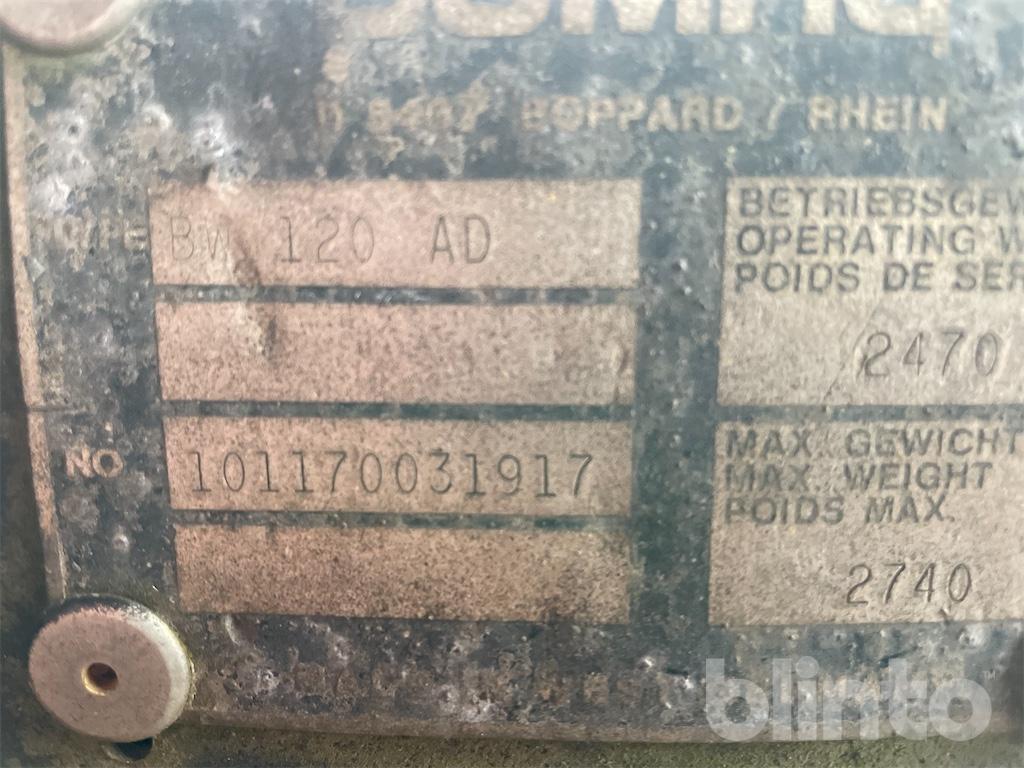 BOPPARD / RHEIN
TYPE BW 120 AD
BETRIEBSGEW
OPERATING W
POIDS DE SER
2470
NO 101170031917
MAX. GEWICHT
MAX. WEIGHT
POIDS MAX.
2740
blinto